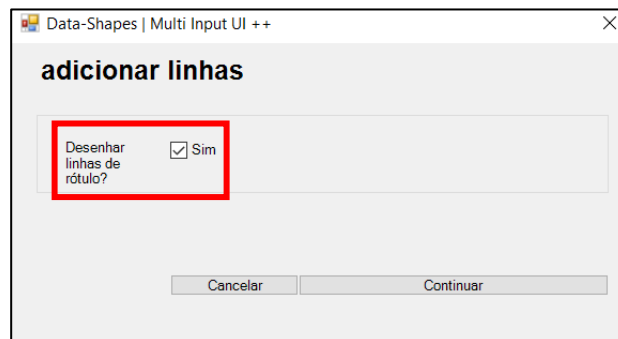 Data-Shapes | Multi Input UI ++
adicionar linhas
Desenhar
linhas de
rótulo?
Sim
Cancelar
Continuar